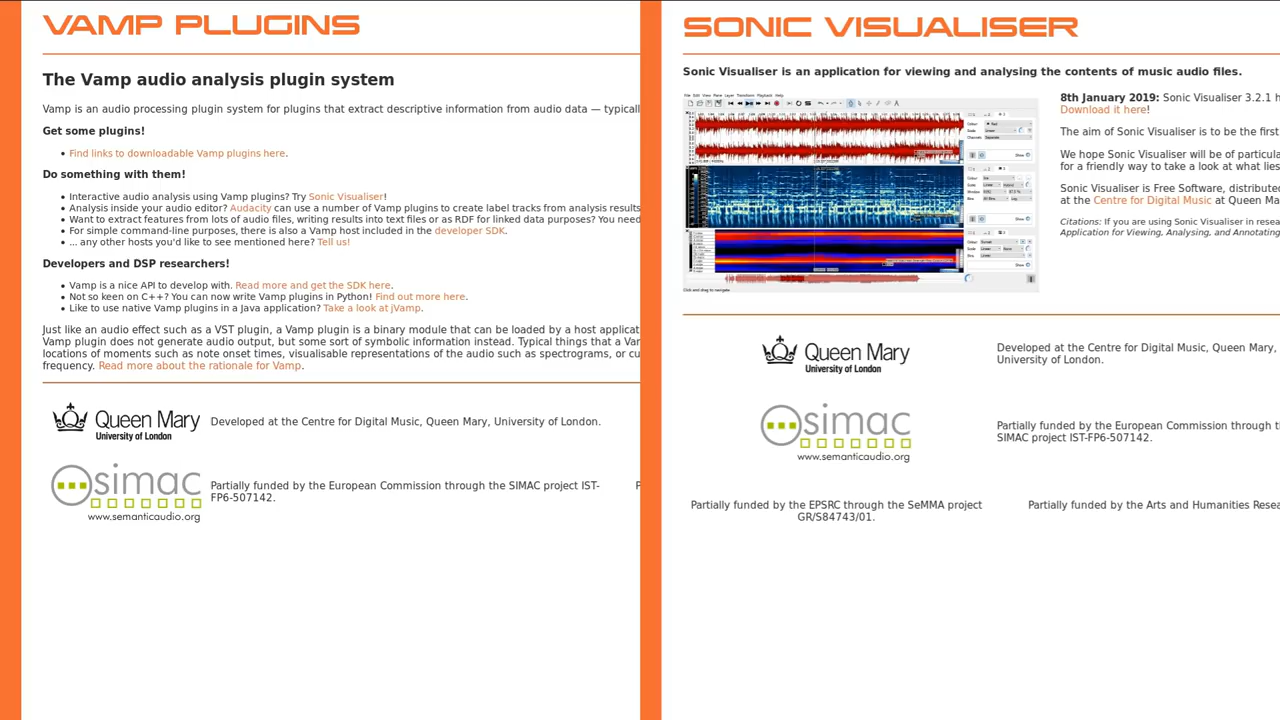 VAMP PLUGINS
The Vamp audio analysis plugin system
Vamp is an audio processing plugin system for plugins that extract descriptive information from audio data — typicall
Get some plugins!
• Find links to downloadable Vamp plugins here.
Do something with them!
• Interactive audio analysis using Vamp plugins? Try Sonic Visualiser!
• Analysis inside your audio editor? Audacity can use a number of Vamp plugins to create label tracks from analysis results
• Want to extract features from lots of audio files, writing results into text files or as RDF for linked data purposes? You need
• For simple command-line purposes, there is also a Vamp host included in the developer SDK.
• ... any other hosts you'd like to see mentioned here? Tell us!
Developers and DSP researchers!
• Vamp is a nice API to develop with. Read more and get the SDK here.
• Not so keen on C++? You can now write Vamp plugins in Python! Find out more here.
• Like to use native Vamp plugins in a Java application? Take a look at jVamp.
Just like an audio effect such as a VST plugin, a Vamp plugin is a binary module that can be loaded by a host applicat
Vamp plugin does not generate audio output, but some sort of symbolic information instead. Typical things that a Van
locations of moments such as note onset times, visualisable representations of the audio such as spectrograms, or cu
frequency. Read more about the rationale for Vamp.
Queen Mary
University of London
Developed at the Centre for Digital Music, Queen Mary, University of London.
simac
www.semanticaudio.org
Partially funded by the European Commission through the SIMAC project IST-
FP6-507142.
P
SONIC VISUALISER
Sonic Visualiser is an application for viewing and analysing the contents of music audio files.
File Edit View Pane Layer Transform Playback Help
Click and drag to navigate
8th January 2019: Sonic Visualiser 3.2.1 h
Download it here!
The aim of Sonic Visualiser is to be the first
We hope Sonic Visualiser will be of particula
for a friendly way to take a look at what lies
Sonic Visualiser is Free Software, distribute
at the Centre for Digital Music at Queen Ma
Citations: If you are using Sonic Visualiser in resea
Application for Viewing, Analysing, and Annotating
Queen Mary
University of London
Developed at the Centre for Digital Music, Queen Mary,
University of London.
simac
www.semanticaudio.org
Partially funded by the European Commission through t
SIMAC project IST-FP6-507142.
Partially funded by the EPSRC through the SeMMA project
GR/S84743/01.
Partially funded by the Arts and Humanities Resea